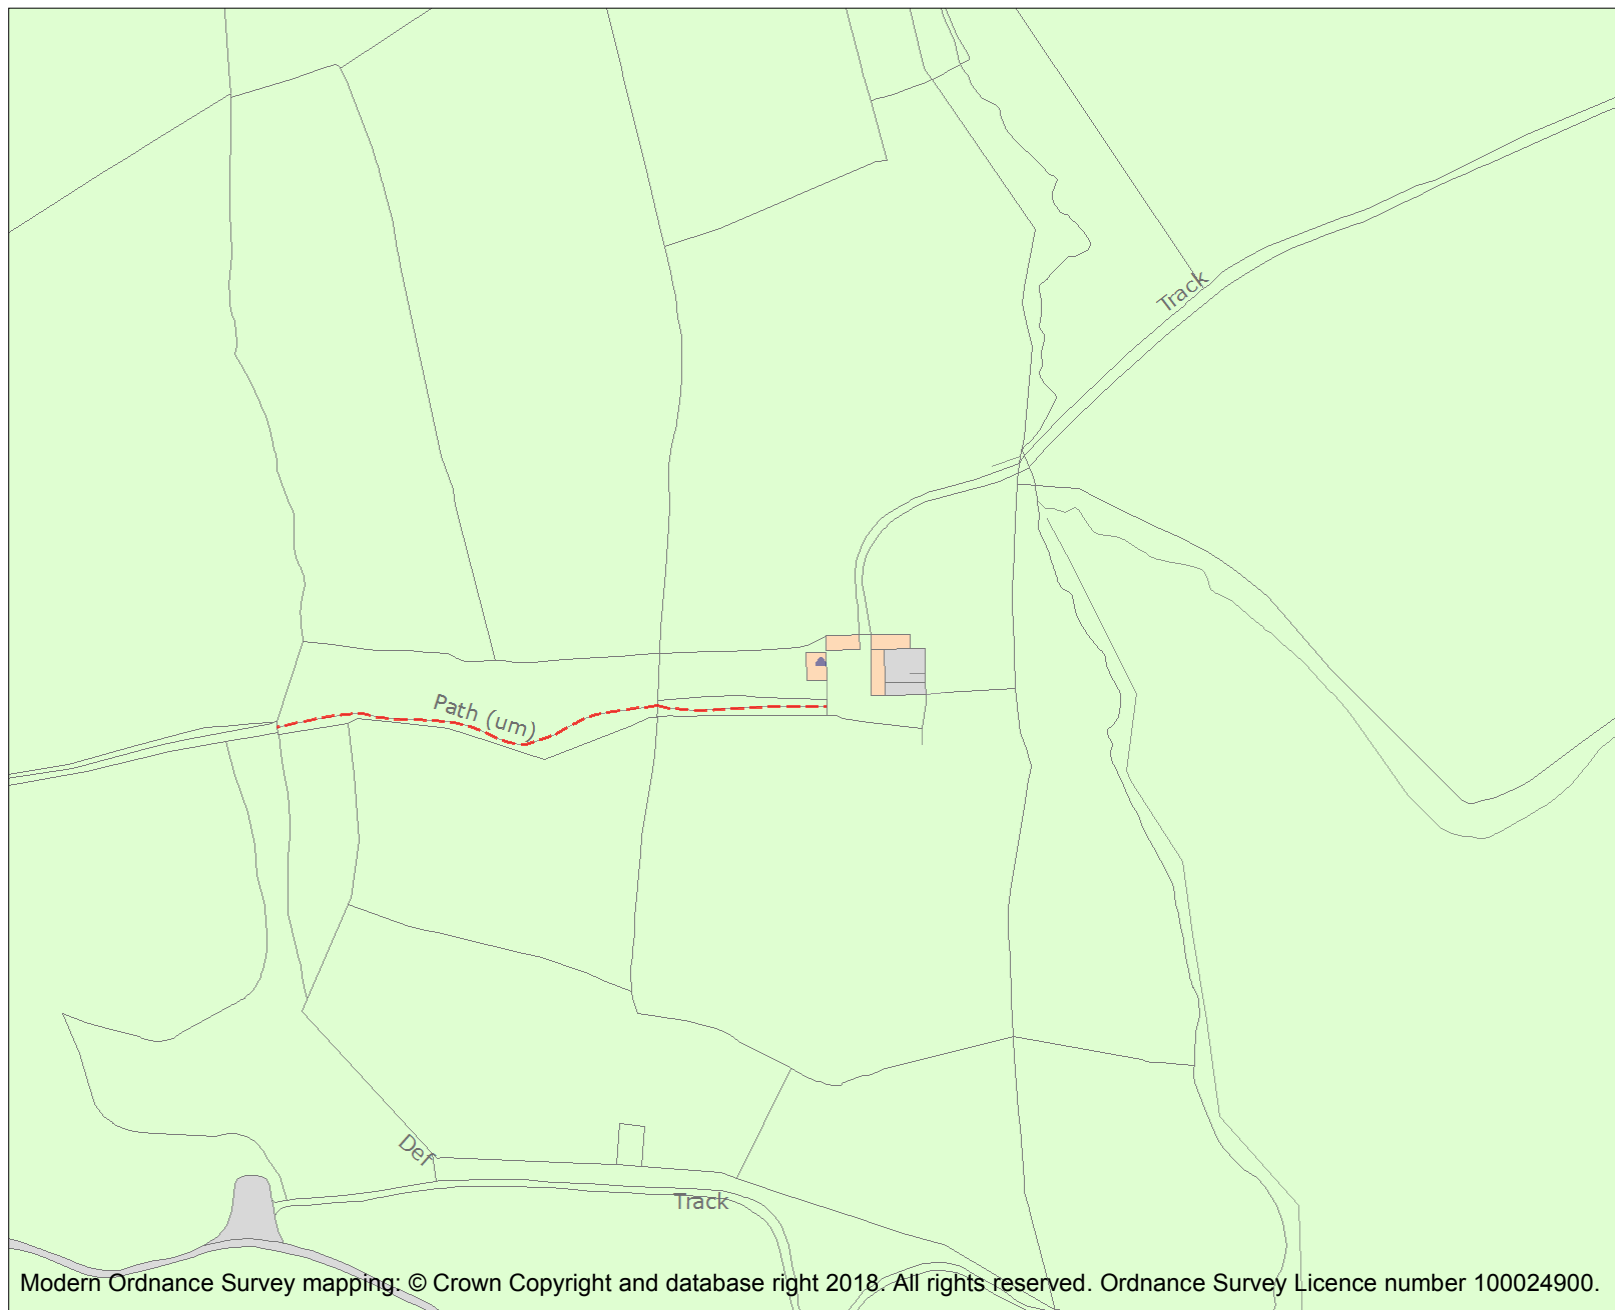 Track
Path (um)
Def
Track
Modern Ordnance Survey mapping: © Crown Copyright and database right 2018. All rights reserved. Ordnance Survey Licence number 100024900.